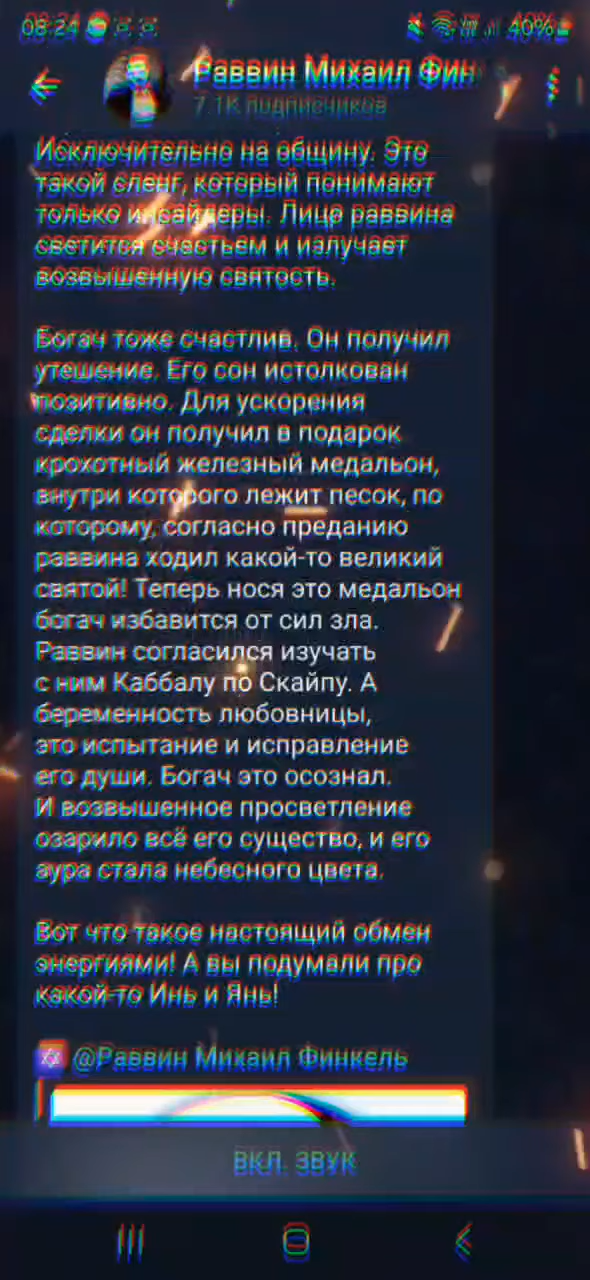 08:24 40%
Раввин Михаил Фин
7.1K подписчиков
Исключительно на общину. Это
такой сленг, который понимают
только инсайдеры. Лицо раввина
светится счастьем и излучает
возвышенную святость.
Богач тоже счастлив. Он получил
утешение. Его сон истолкован
позитивно. Для ускорения
сделки он получил в подарок
крохотный железный медальон,
внутри которого лежит песок, по
которому, согласно преданию
раввина ходил какой-то великий
святой! Теперь нося это медальон
богач избавится от сил зла.
Раввин согласился изучать
с ним Каббалу по Скайпу. А
беременность любовницы,
это испытание и исправление
его души. Богач это осознал.
И возвышенное просветление
озарило всё его существо, и его
аура стала небесного цвета.
Вот что такое настоящий обмен
энергиями! А вы подумали про
какой-то Инь и Янь!
@Раввин Михаил Финкель
ВКЛ. ЗВУК